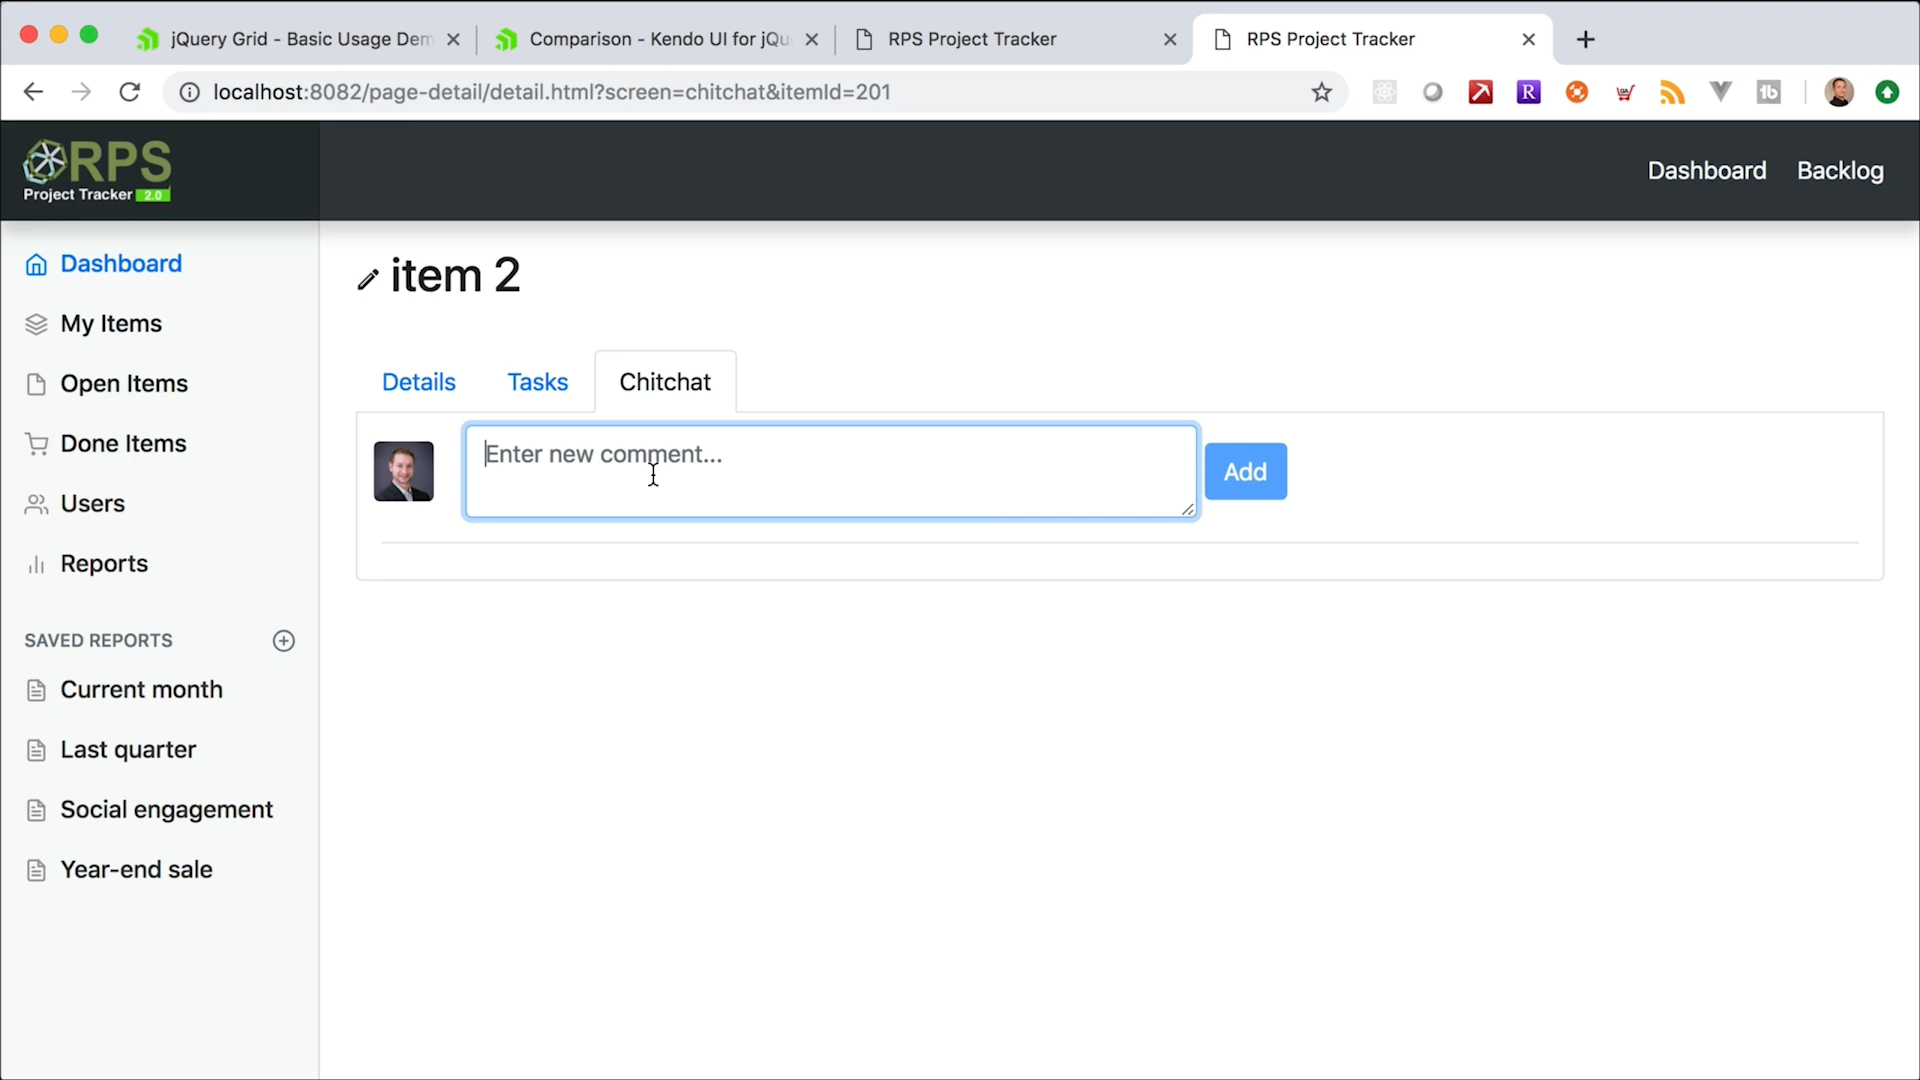 jQuery Grid - Basic Usage Dem
Comparison - Kendo UI for jQu
RPS Project Tracker
RPS Project Tracker
localhost:8082/page-detail/detail.html?screen=chitchat&itemId=201
RPS
Project Tracker 2.0
Dashboard
Backlog
Dashboard
My Items
Open Items
Done Items
Users
Reports
SAVED REPORTS
Current month
Last quarter
Social engagement
Year-end sale
item 2
Details
Tasks
Chitchat
Enter new comment...
Add